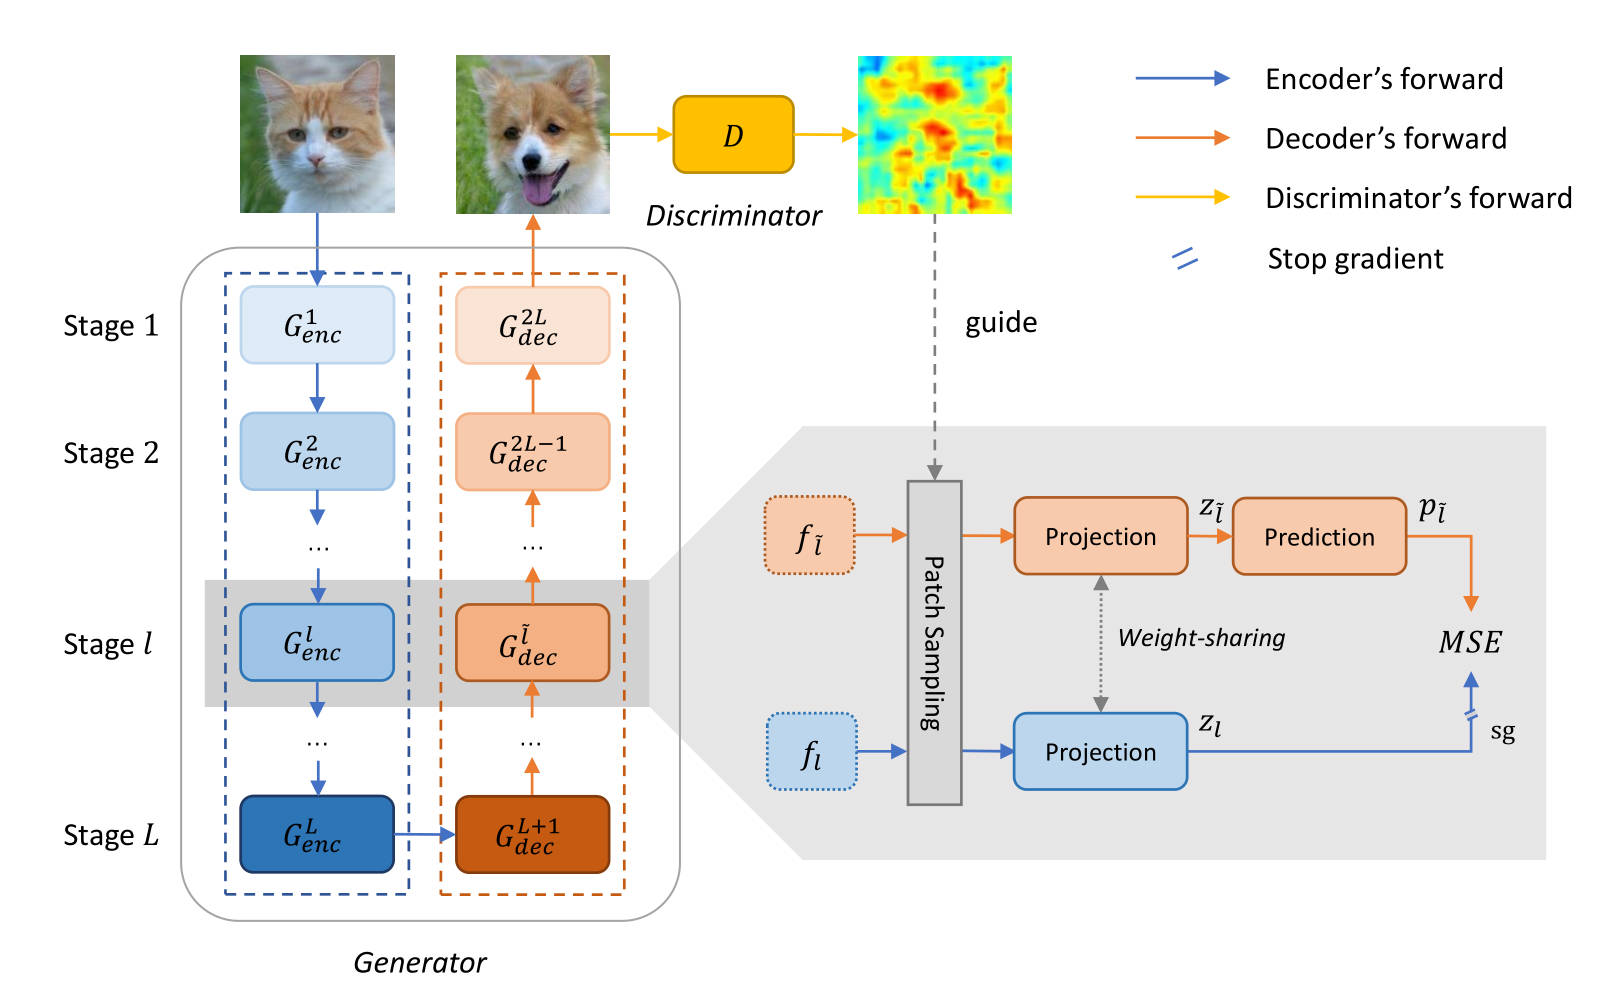 Encoder’s forward
Decoder’s forward
Discriminator’s forward
Stop gradient
D
Discriminator
guide
Stage 1
G_{enc}^{1}
G_{dec}^{2L}
Stage 2
G_{enc}^{2}
G_{dec}^{2L-1}
...
...
Stage l
G_{enc}^{l}
G_{dec}^{\tilde{l}}
...
...
Stage L
G_{enc}^{L}
G_{dec}^{L+1}
Generator
f_{\tilde{l}}
Patch Sampling
Projection
z_{\tilde{l}}
Prediction
p_{\tilde{l}}
Weight-sharing
MSE
f_l
Projection
z_l
sg